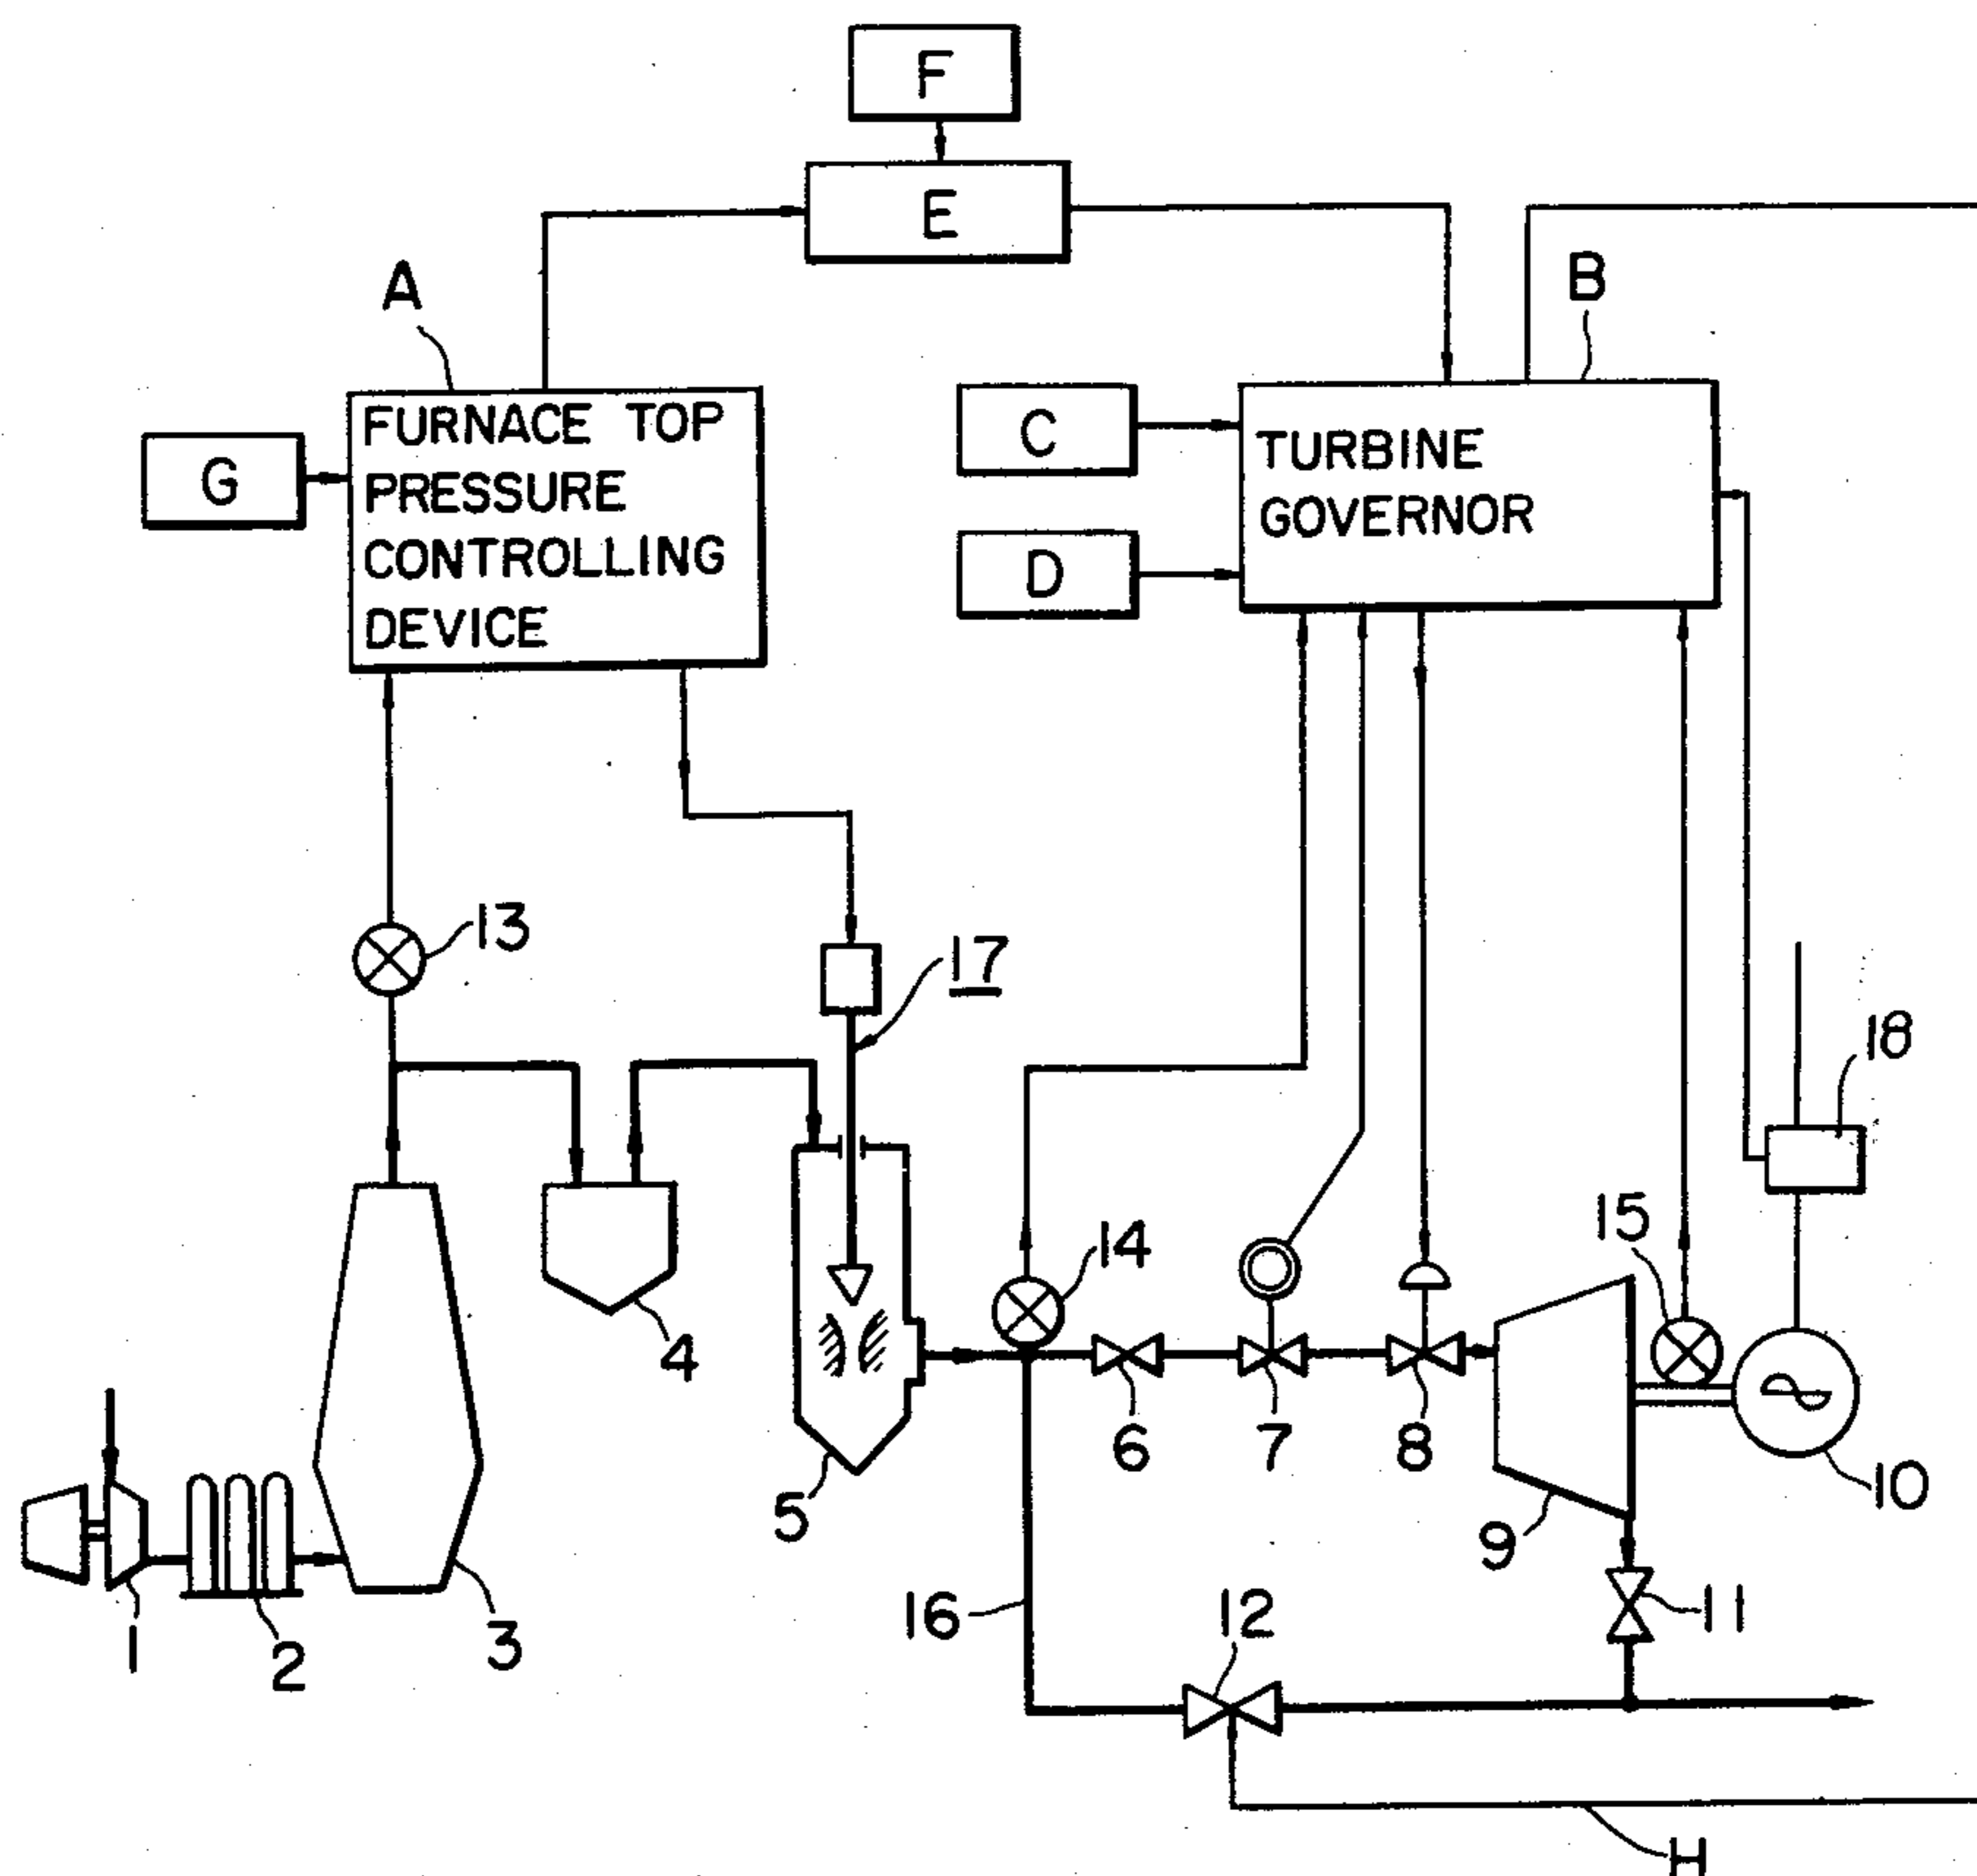 F
E
A
B
FURNACE TOP
PRESSURE
CONTROLLING
DEVICE
G
C
TURBINE
GOVERNOR
D
13
17
18
14
15
4
6
7
8
10
5
9
16
12
11
1
2
3
H